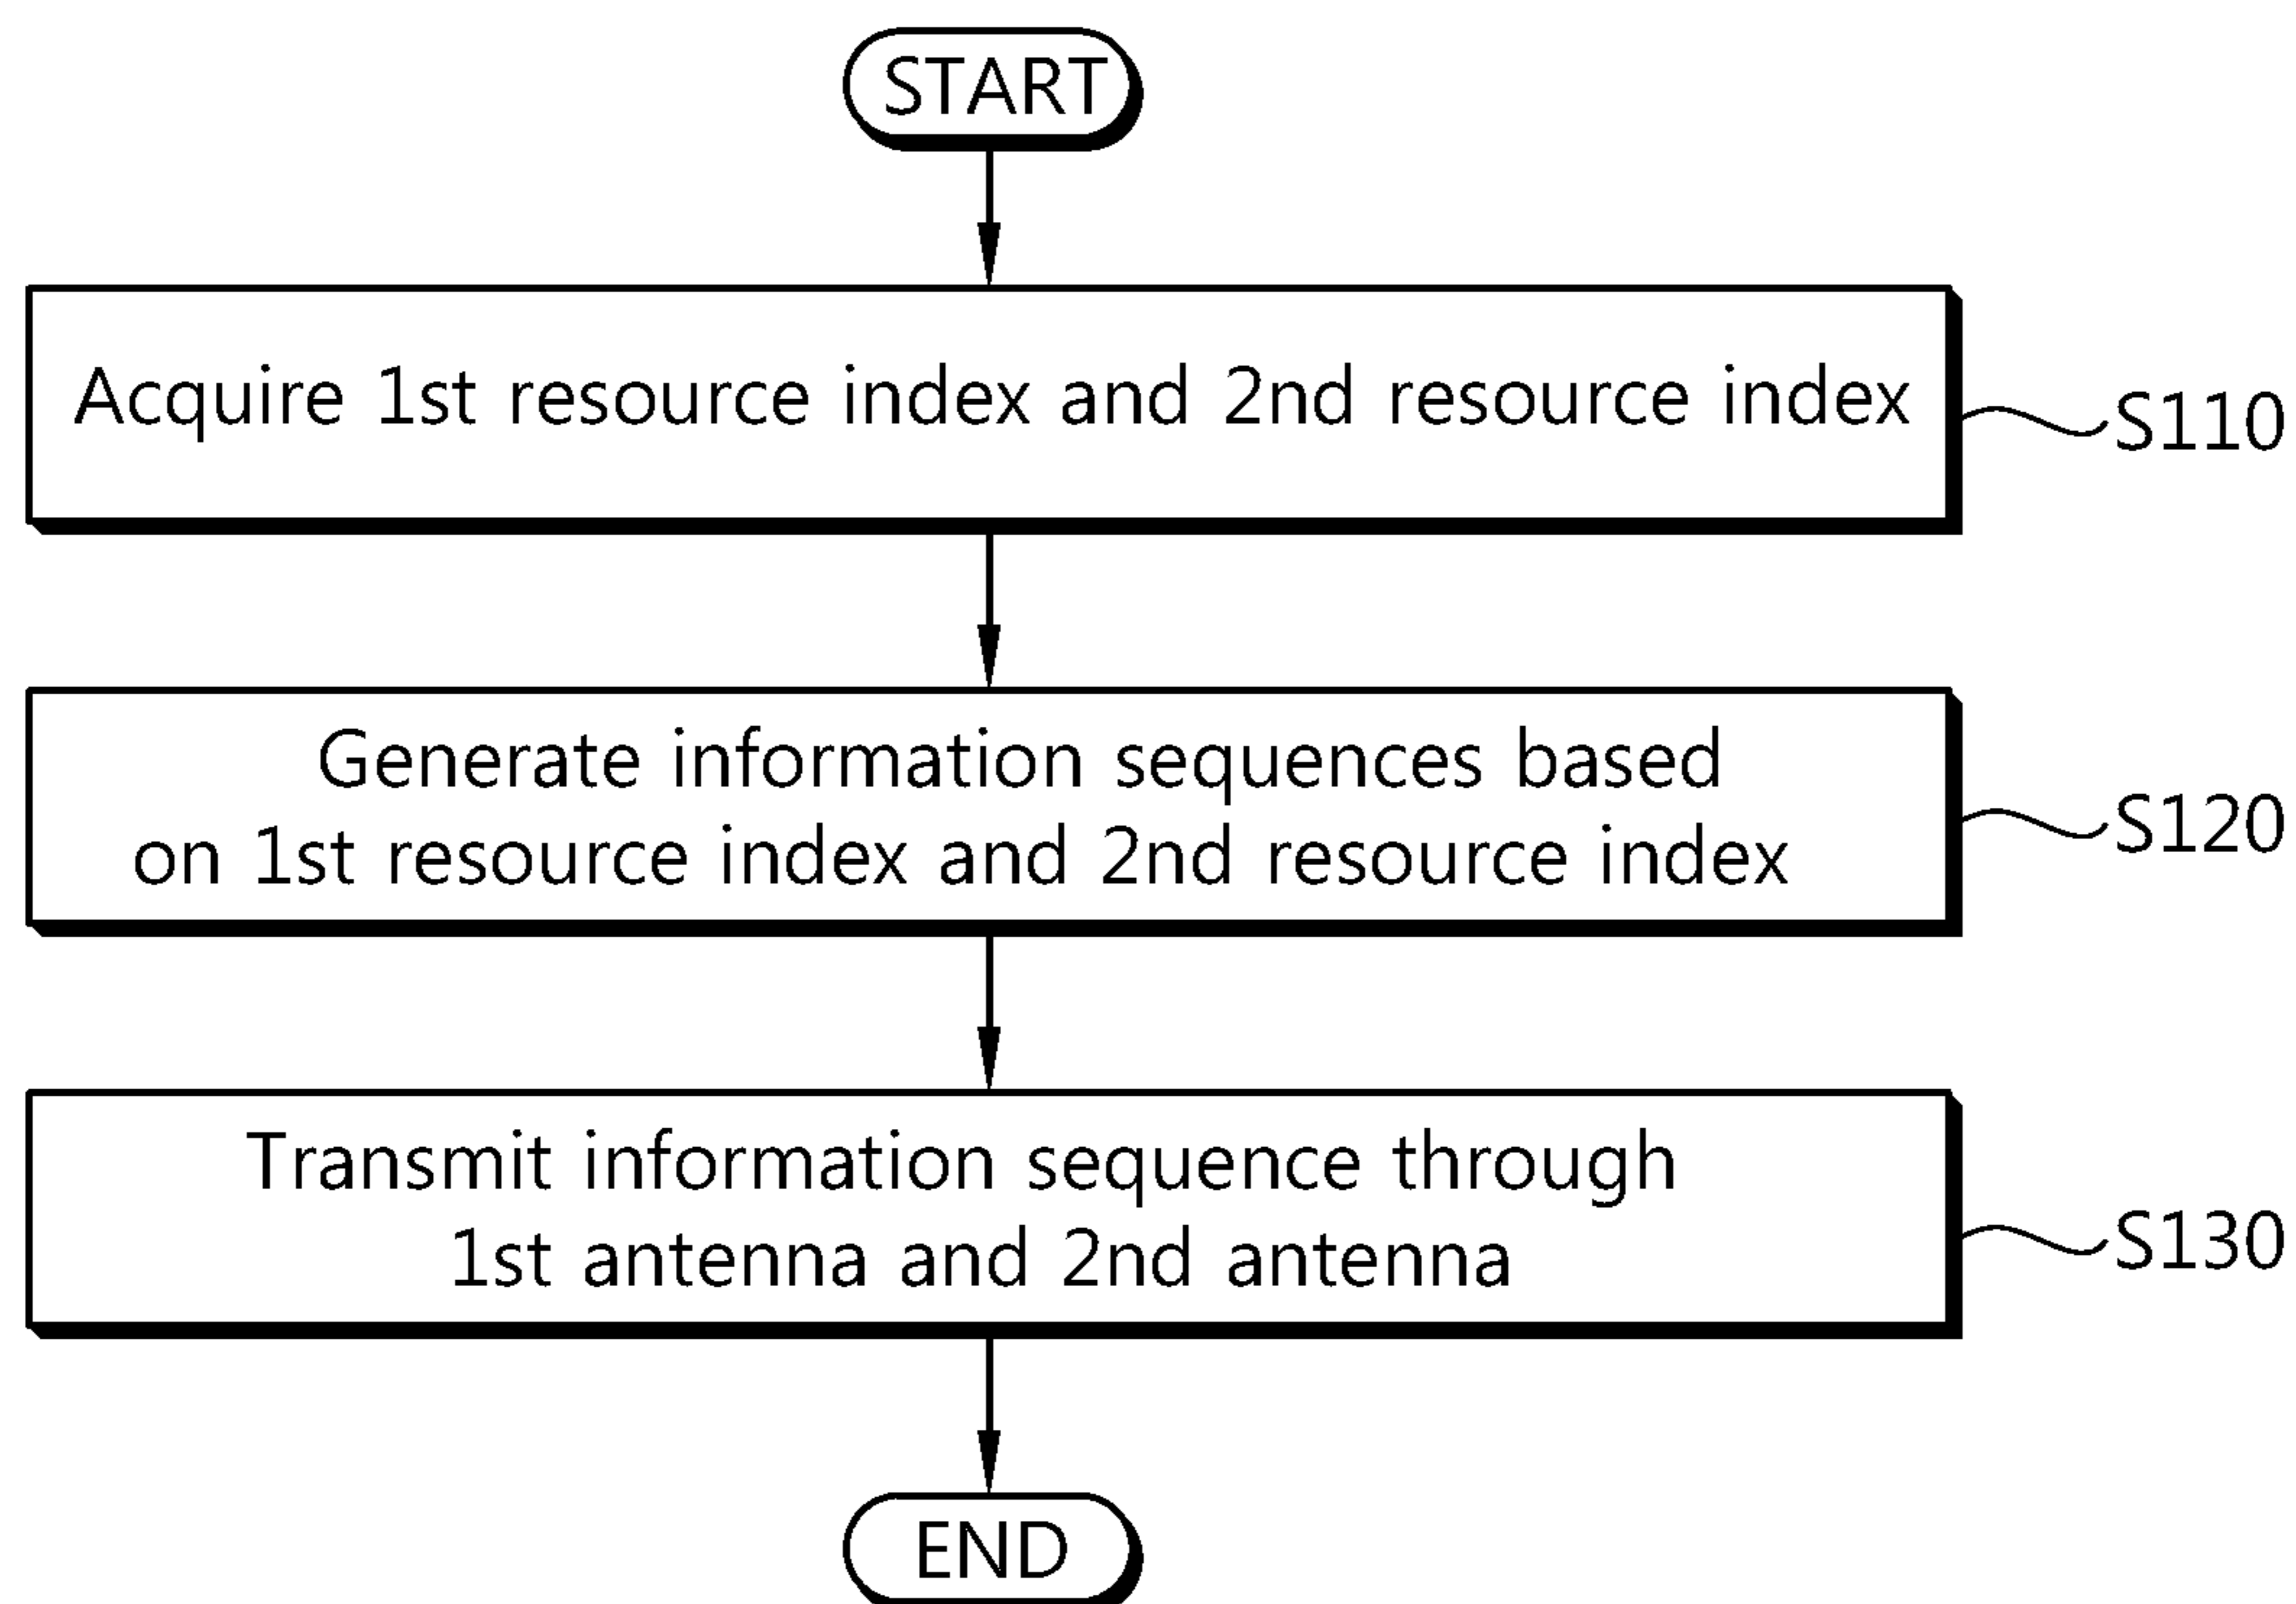 START
Acquire 1st resource index and 2nd resource index
S110
Generate information sequences based
on 1st resource index and 2nd resource index
S120
Transmit information sequence through
1st antenna and 2nd antenna
S130
END